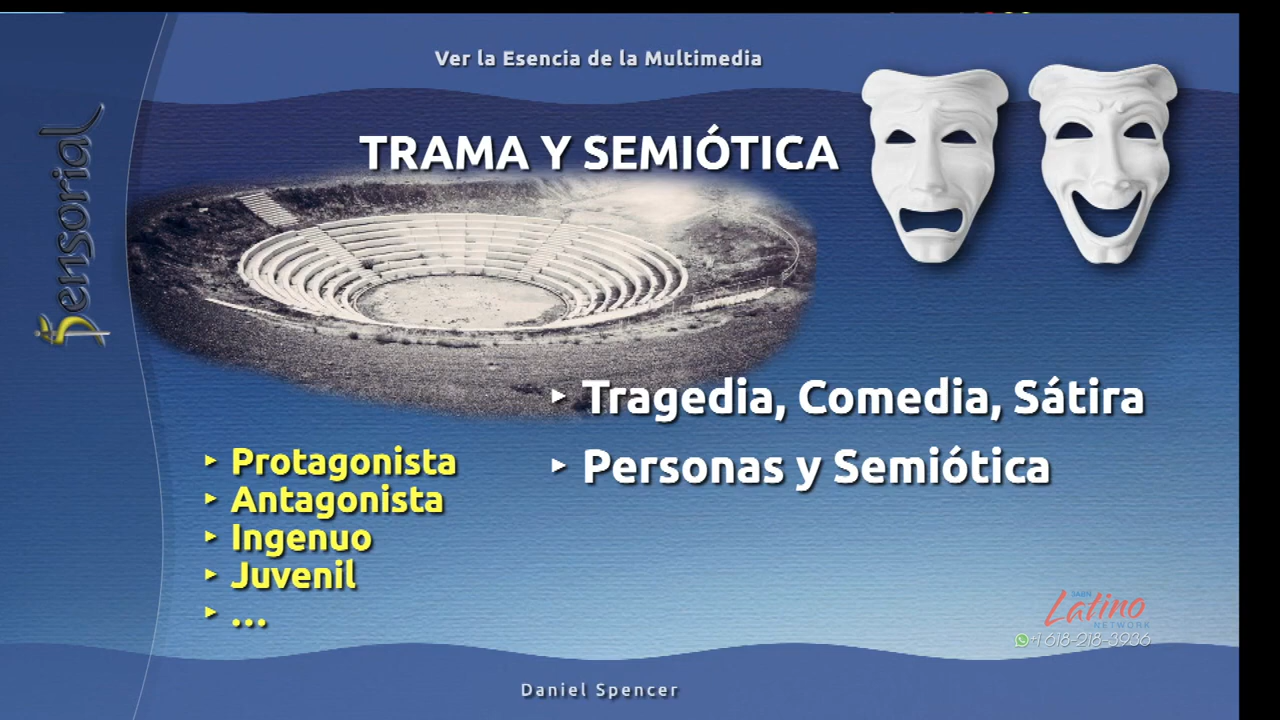 Ver la Esencia de la Multimedia
Sensorial
TRAMA Y SEMIÓTICA
Tragedia, Comedia, Sátira
Personas y Semiótica
Protagonista
Antagonista
Ingenuo
Juvenil
...
3ABN
Latino
NETWORK
+1 618-218-3936
Daniel Spencer